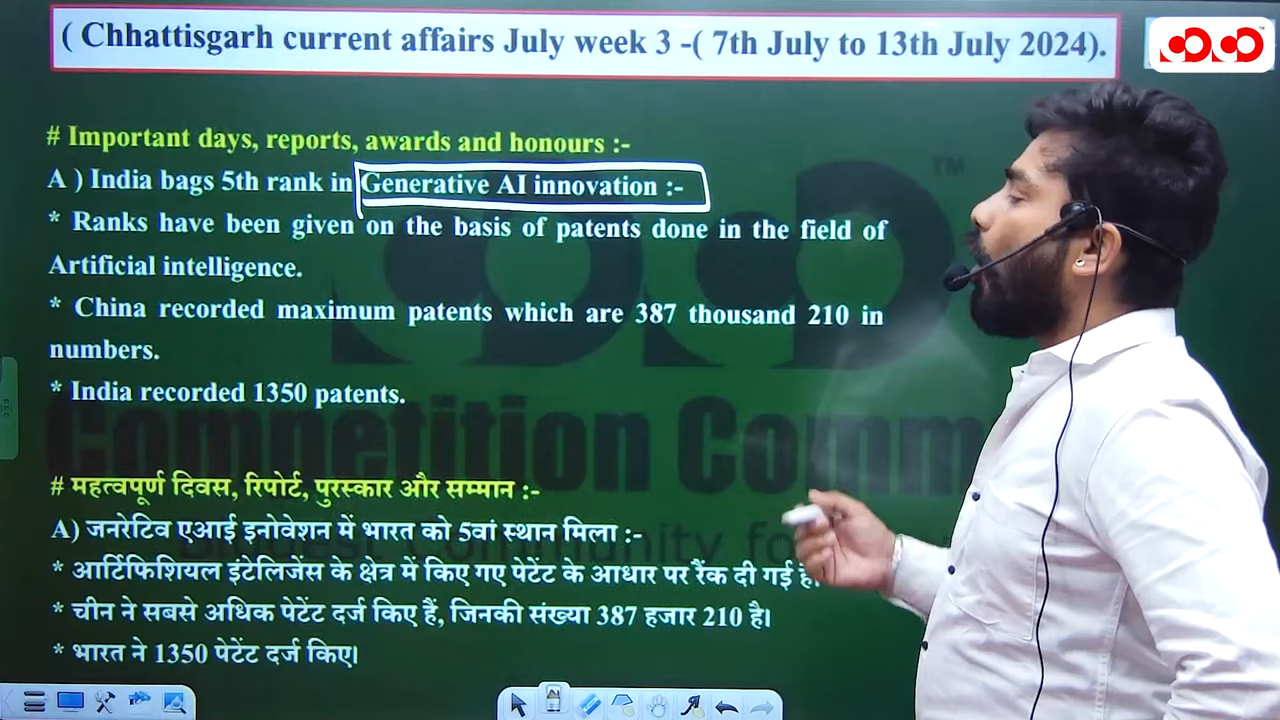 ( Chhattisgarh current affairs July week 3 -( 7th July to 13th July 2024).
# Important days, reports, awards and honours :-
A ) India bags 5th rank in Generative AI innovation :-
* Ranks have been given on the basis of patents done in the field of
Artificial intelligence.
* China recorded maximum patents which are 387 thousand 210 in
numbers.
* India recorded 1350 patents.
Competition Comm
# महत्वपूर्ण दिवस, रिपोर्ट, पुरस्कार और सम्मान :-
A) जनरेटिव एआई इनोवेशन में भारत को 5वां स्थान मिला :-
* आर्टिफिशियल इंटेलिजेंस के क्षेत्र में किए गए पेटेंट के आधार पर रैंक दी गई है.
* चीन ने सबसे अधिक पेटेंट दर्ज किए हैं, जिनकी संख्या 387 हजार 210 है।
* भारत ने 1350 पेटेंट दर्ज किए।